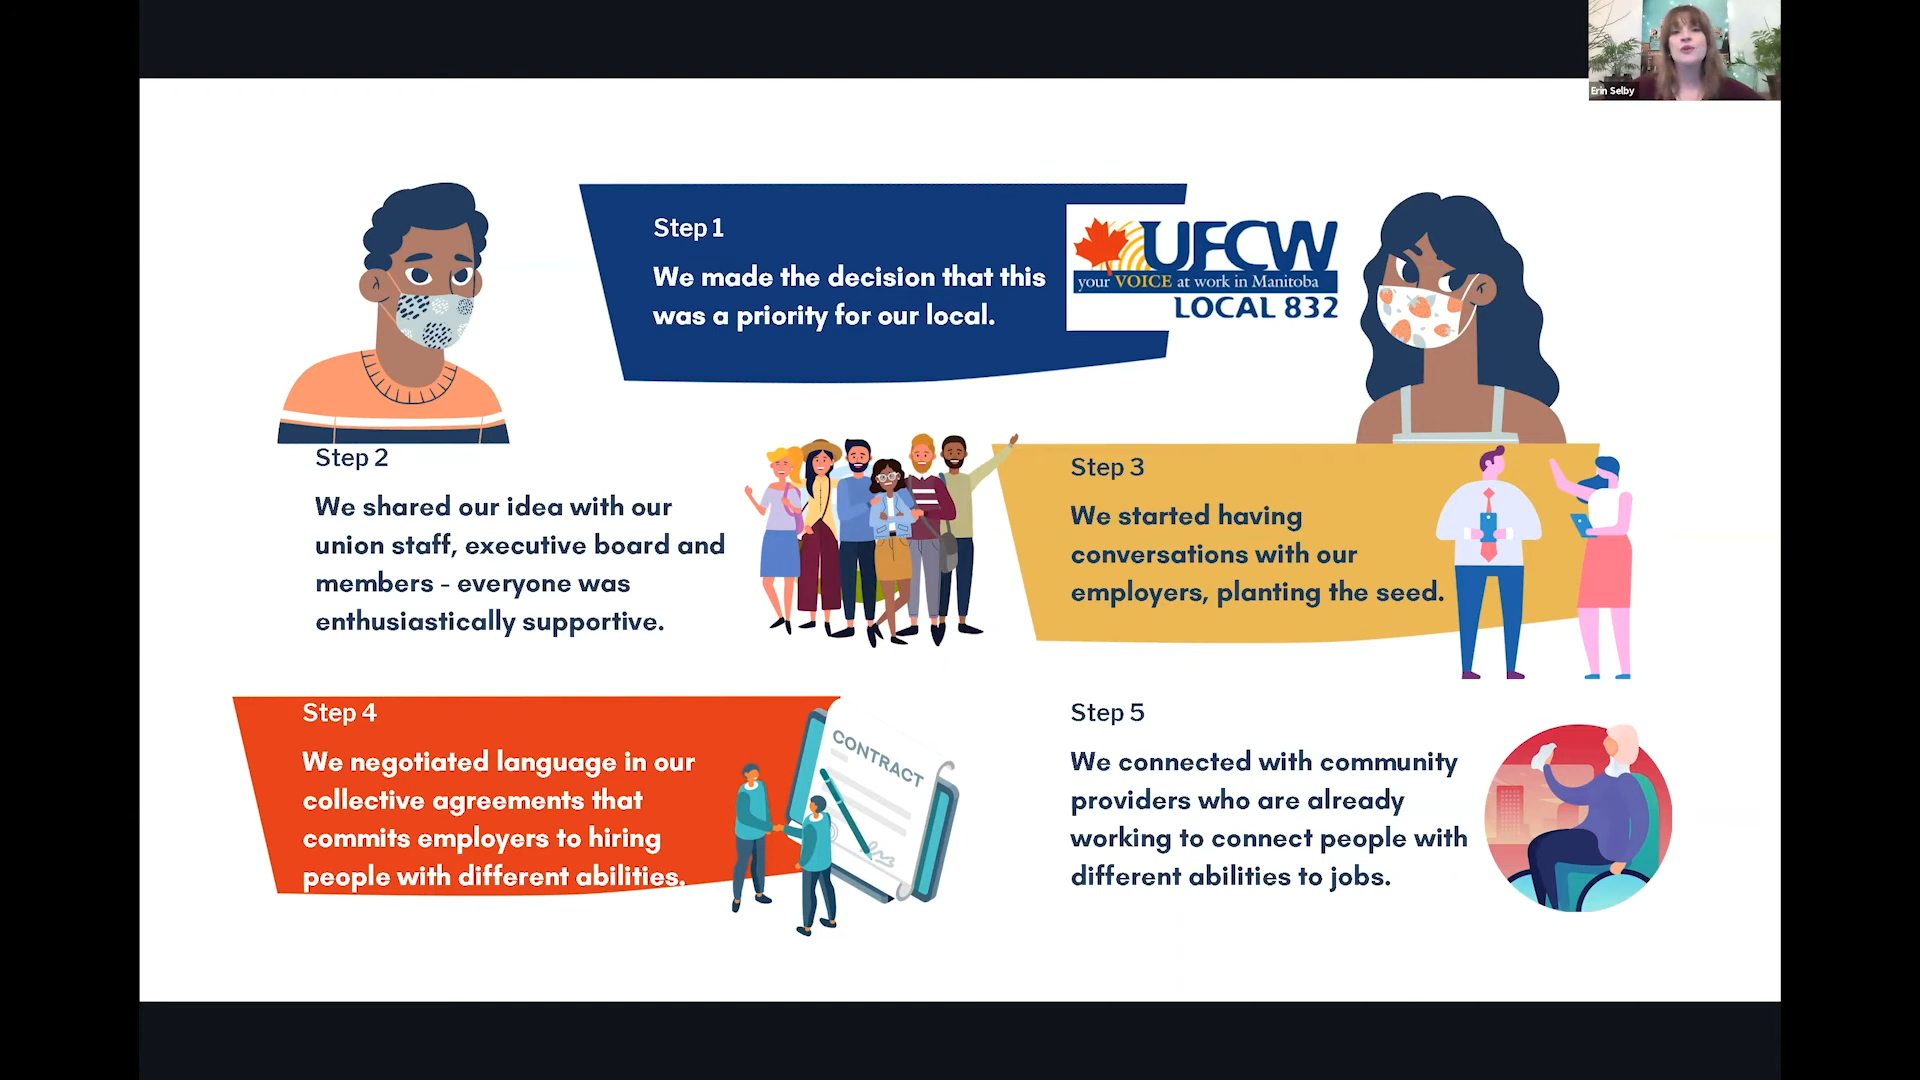 Erin Selby
Step 1
We made the decision that this
was a priority for our local.
UFCW
your VOICE at work in Manitoba
LOCAL 832
Step 2
We shared our idea with our
union staff, executive board and
members - everyone was
enthusiastically supportive.
Step 3
We started having
conversations with our
employers, planting the seed.
Step 4
We negotiated language in our
collective agreements that
commits employers to hiring
people with different abilities.
CONTRACT
Step 5
We connected with community
providers who are already
working to connect people with
different abilities to jobs.